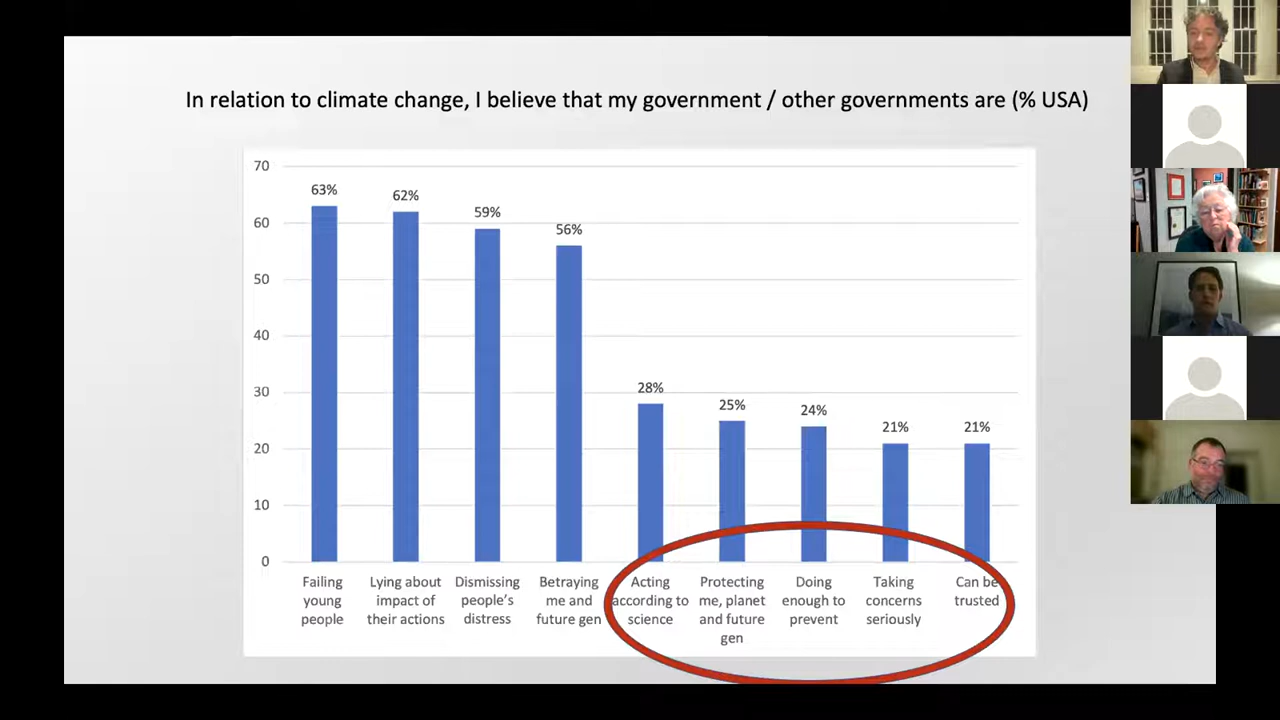 In relation to climate change, I believe that my government / other governments are (% USA)
70
60
50
40
30
20
10
0
63%
62%
59%
56%
28%
25%
24%
21%
21%
Failing
young
people
Lying about
impact of
their actions
Dismissing
people's
distress
Betraying
me and
future gen
Acting
according to
science
Protecting
me, planet
and future
gen
Doing
enough to
prevent
Taking
concerns
seriously
Can be
trusted